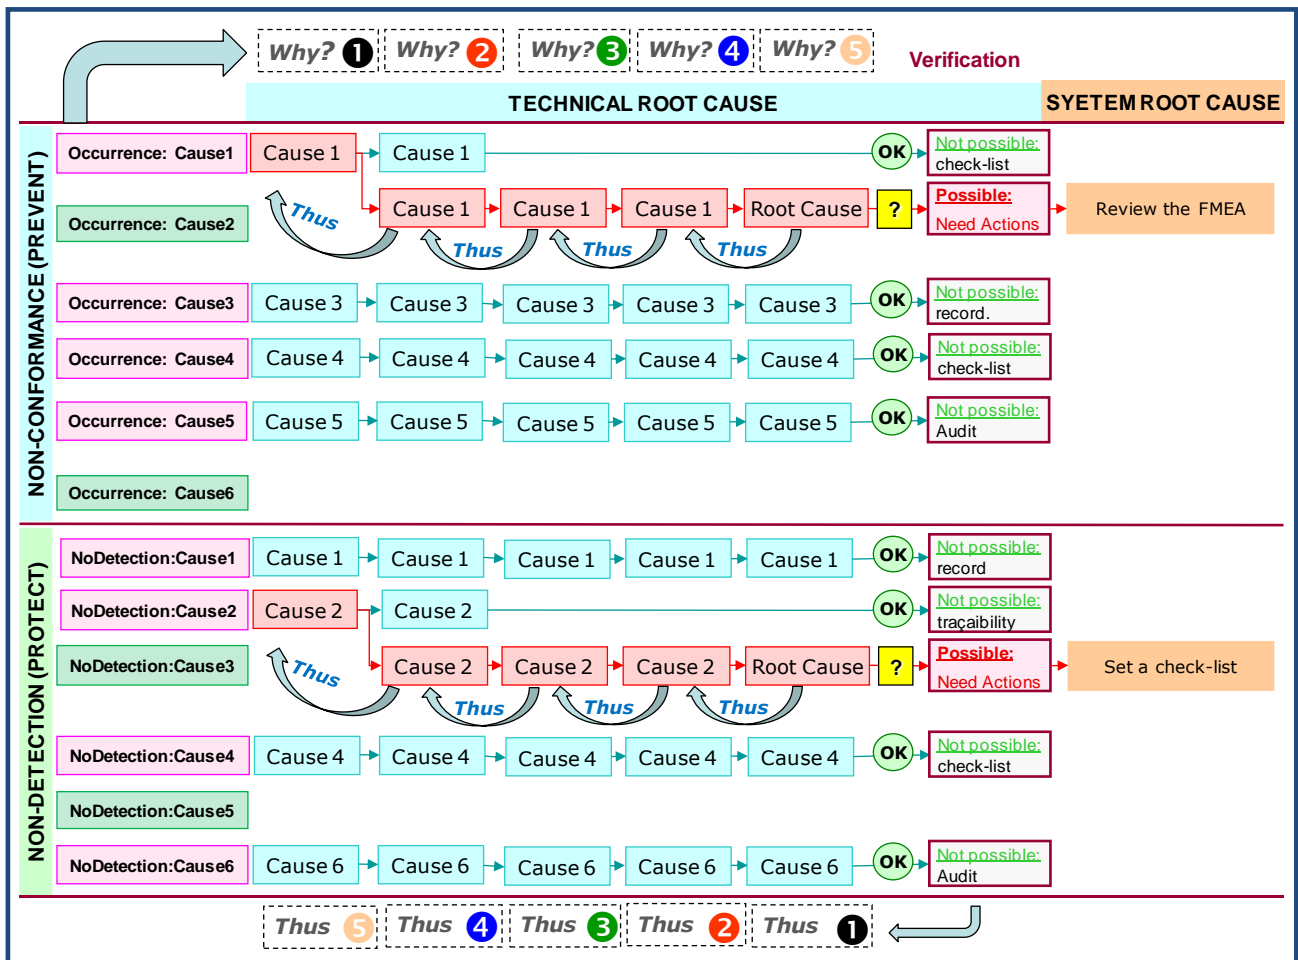 Why? 1 Why? 2 Why? 3 Why? 4 Why? 5
Verification
TECHNICAL ROOT CAUSE SYETEM ROOT CAUSE
NON-CONFORMANCE (PREVENT)
Occurrence: Cause1 Cause 1 Cause 1 OK Not possible:
check-list
Occurrence: Cause2 Thus Cause 1 Cause 1 Cause 1 Root Cause ? Possible:
Need Actions
Review the FMEA
Thus Thus Thus
Occurrence: Cause3 Cause 3 Cause 3 Cause 3 Cause 3 Cause 3 OK Not possible:
record.
Occurrence: Cause4 Cause 4 Cause 4 Cause 4 Cause 4 Cause 4 OK Not possible:
check-list
Occurrence: Cause5 Cause 5 Cause 5 Cause 5 Cause 5 Cause 5 OK Not possible:
Audit
Occurrence: Cause6
NON-DETECTION (PROTECT)
NoDetection:Cause1 Cause 1 Cause 1 Cause 1 Cause 1 Cause 1 OK Not possible:
record
NoDetection:Cause2 Cause 2 Cause 2 OK Not possible:
traçaibility
NoDetection:Cause3 Thus Cause 2 Cause 2 Cause 2 Root Cause ? Possible:
Need Actions
Set a check-list
Thus Thus Thus
NoDetection:Cause4 Cause 4 Cause 4 Cause 4 Cause 4 Cause 4 OK Not possible:
check-list
NoDetection:Cause5
NoDetection:Cause6 Cause 6 Cause 6 Cause 6 Cause 6 Cause 6 OK Not possible:
Audit
Thus 5 Thus 4 Thus 3 Thus 2 Thus 1